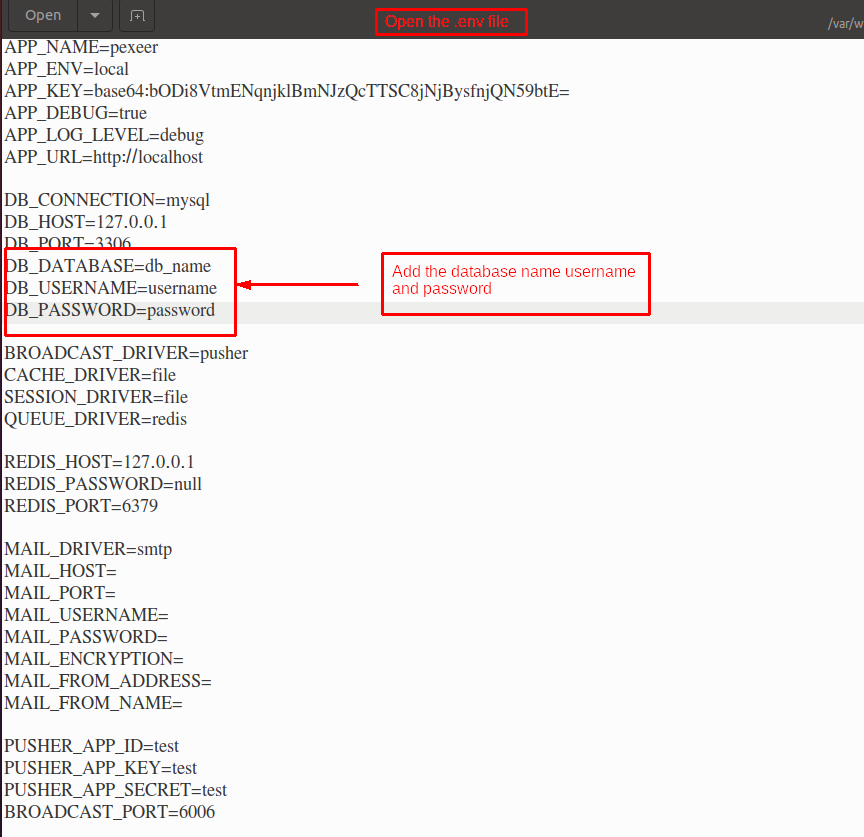 Open
Open the .env file
/var/w
APP_NAME=pexeer
APP_ENV=local
APP_KEY=base64:bODi8VtmENqnjklBmNJzQcTTSC8jNjBysfnjQN59btE=
APP_DEBUG=true
APP_LOG_LEVEL=debug
APP_URL=http://localhost
DB_CONNECTION=mysql
DB_HOST=127.0.0.1
DB_PORT=3306
DB_DATABASE=db_name
DB_USERNAME=username
DB_PASSWORD=password
Add the database name username
and password
BROADCAST_DRIVER=pusher
CACHE_DRIVER=file
SESSION_DRIVER=file
QUEUE_DRIVER=redis
REDIS_HOST=127.0.0.1
REDIS_PASSWORD=null
REDIS_PORT=6379
MAIL_DRIVER=smtp
MAIL_HOST=
MAIL_PORT=
MAIL_USERNAME=
MAIL_PASSWORD=
MAIL_ENCRYPTION=
MAIL_FROM_ADDRESS=
MAIL_FROM_NAME=
PUSHER_APP_ID=test
PUSHER_APP_KEY=test
PUSHER_APP_SECRET=test
BROADCAST_PORT=6006